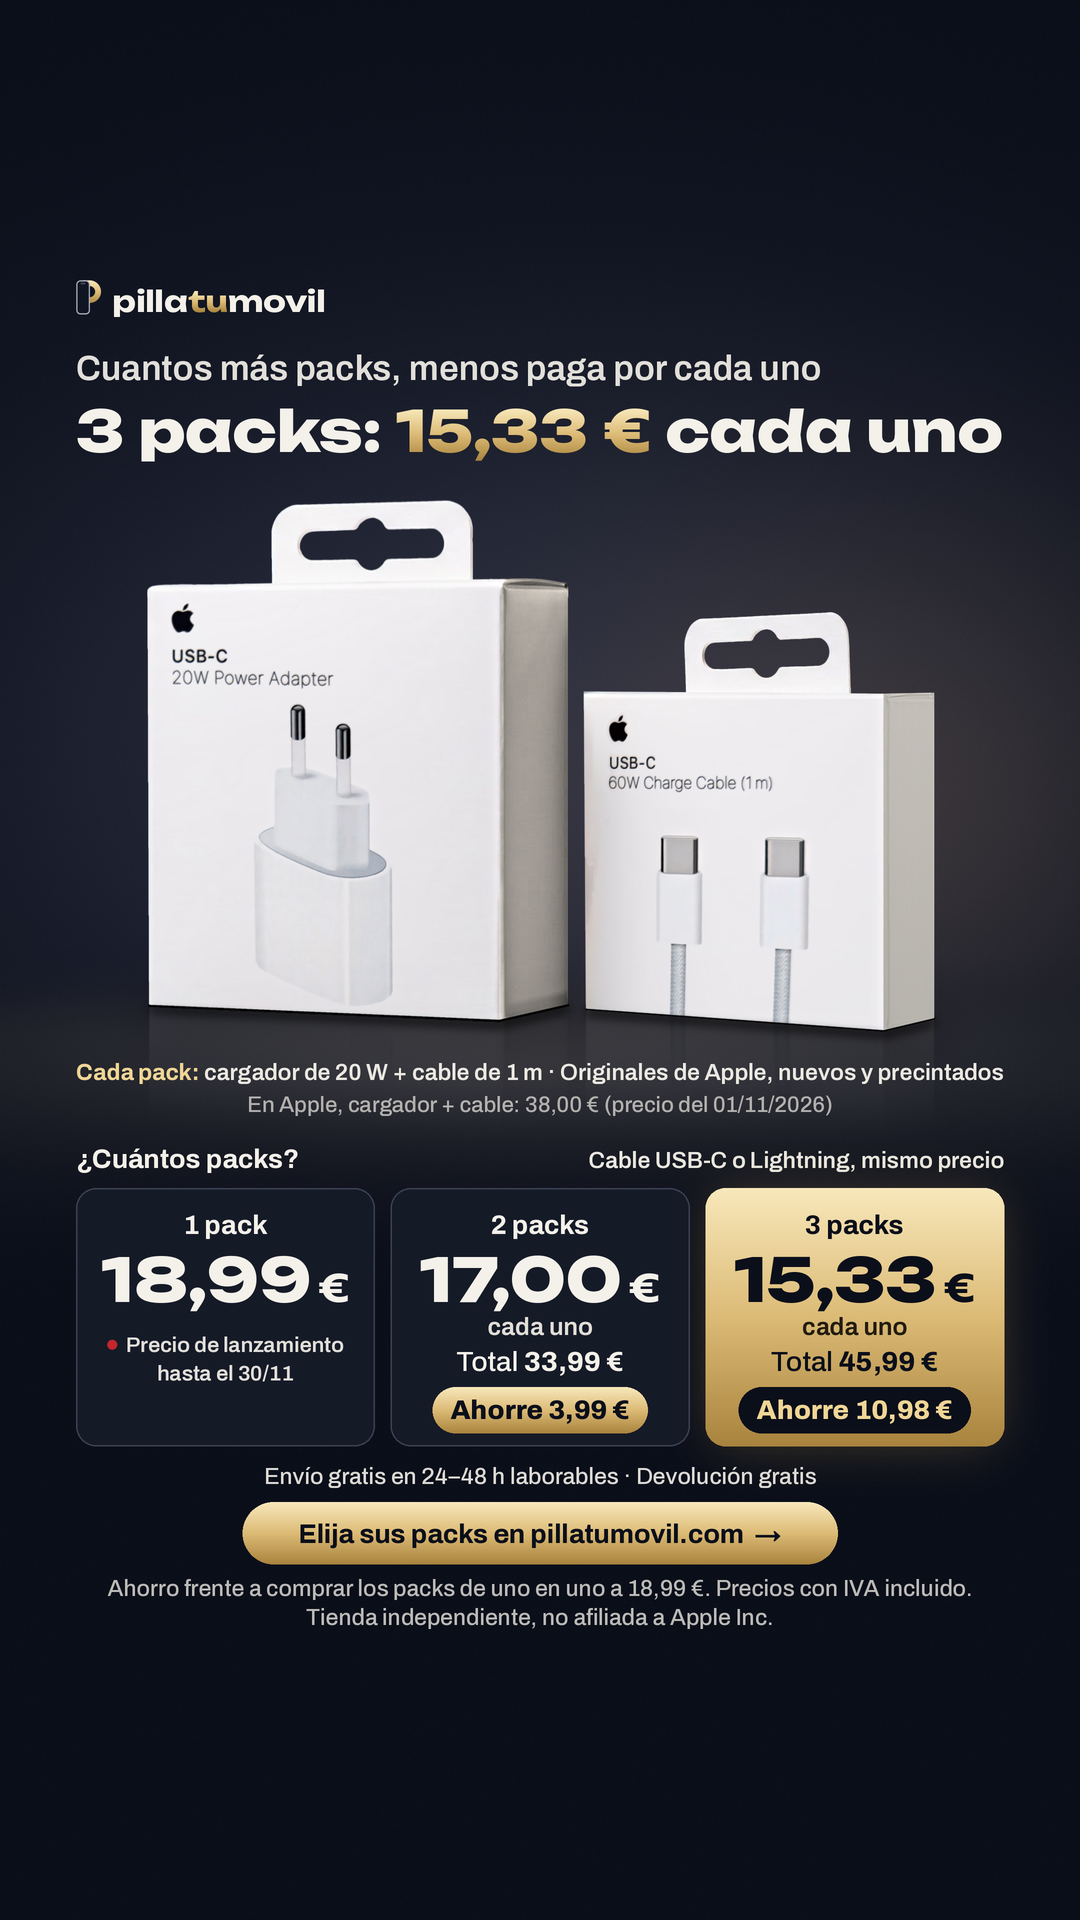 pillatumovil
Cuantos más packs, menos paga por cada uno
3 packs: 15,33 € cada uno
USB-C
20W Power Adapter
USB-C
60W Charge Cable (1 m)
Cada pack: cargador de 20 W + cable de 1 m · Originales de Apple, nuevos y precintados
En Apple, cargador + cable: 38,00 € (precio del 01/11/2026)
¿Cuántos packs?
Cable USB-C o Lightning, mismo precio
1 pack
18,99 €
Precio de lanzamiento
hasta el 30/11
2 packs
17,00 €
cada uno
Total 33,99 €
Ahorre 3,99 €
3 packs
15,33 €
cada uno
Total 45,99 €
Ahorre 10,98 €
Envío gratis en 24–48 h laborables · Devolución gratis
Elija sus packs en pillatumovil.com →
Ahorro frente a comprar los packs de uno en uno a 18,99 €. Precios con IVA incluido.
Tienda independiente, no afiliada a Apple Inc.